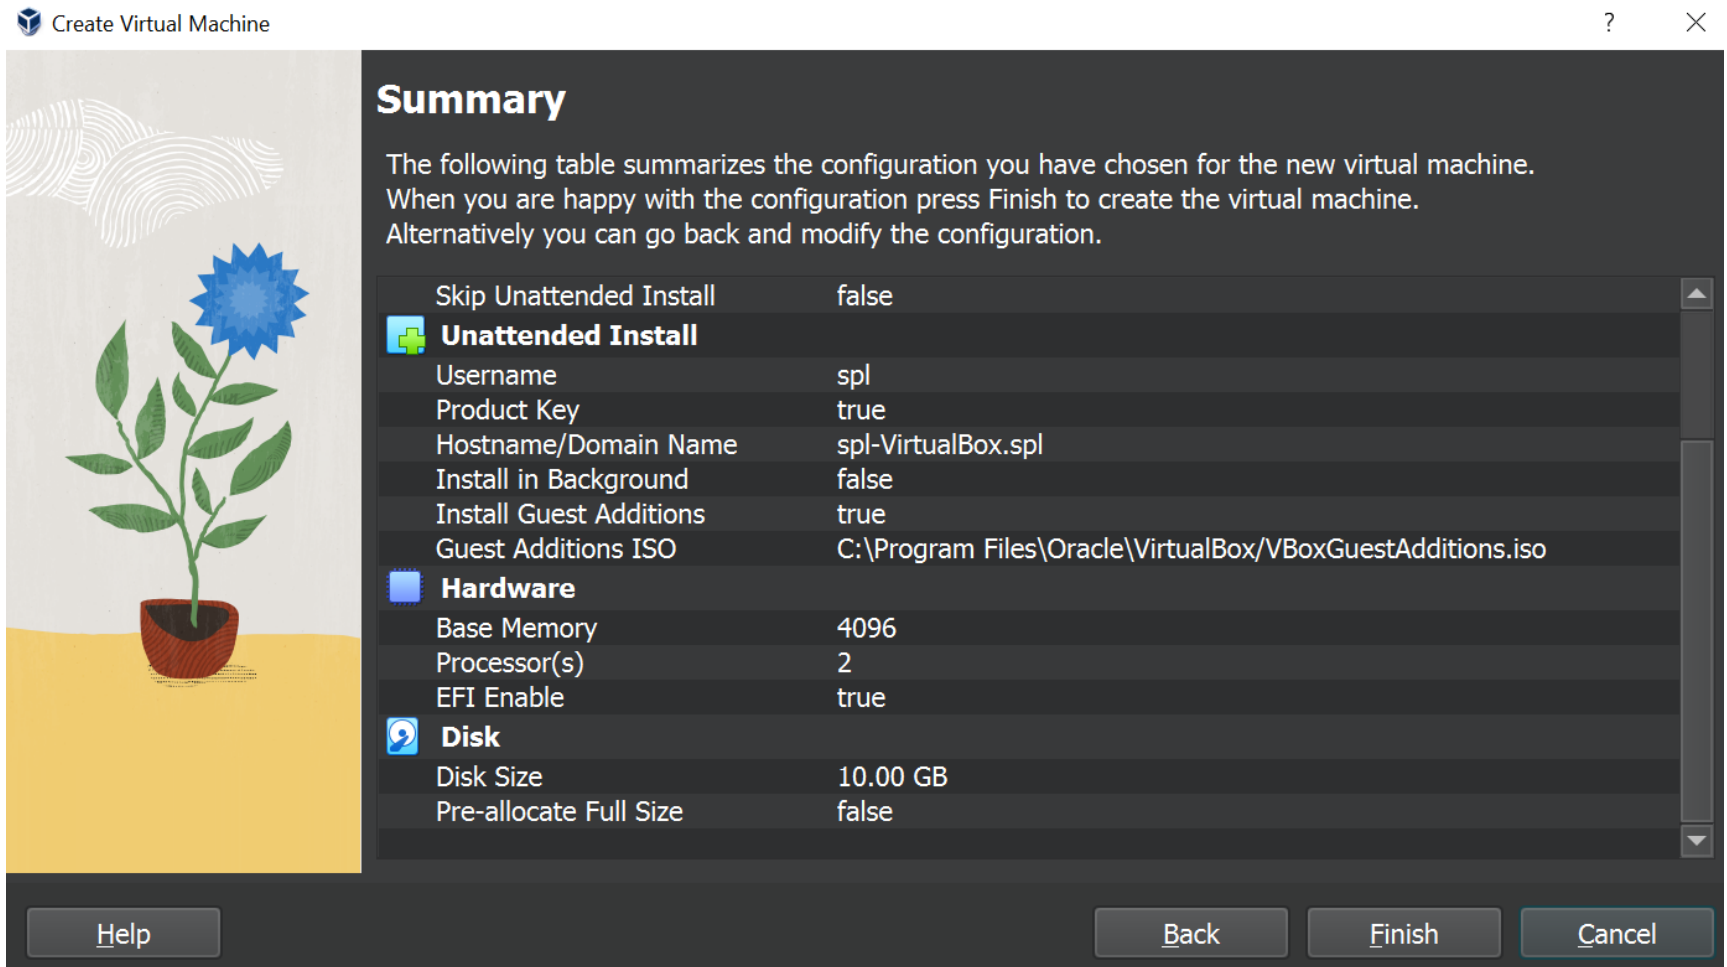 Create Virtual Machine
?
Summary
The following table summarizes the configuration you have chosen for the new virtual machine.
When you are happy with the configuration press Finish to create the virtual machine.
Alternatively you can go back and modify the configuration.
Skip Unattended Install false
Unattended Install
Username spl
Product Key true
Hostname/Domain Name spl-VirtualBox.spl
Install in Background false
Install Guest Additions true
Guest Additions ISO C:\Program Files\Oracle\VirtualBox/VBoxGuestAdditions.iso
Hardware
Base Memory 4096
Processor(s) 2
EFI Enable true
Disk
Disk Size 10.00 GB
Pre-allocate Full Size false
Help Back Finish Cancel